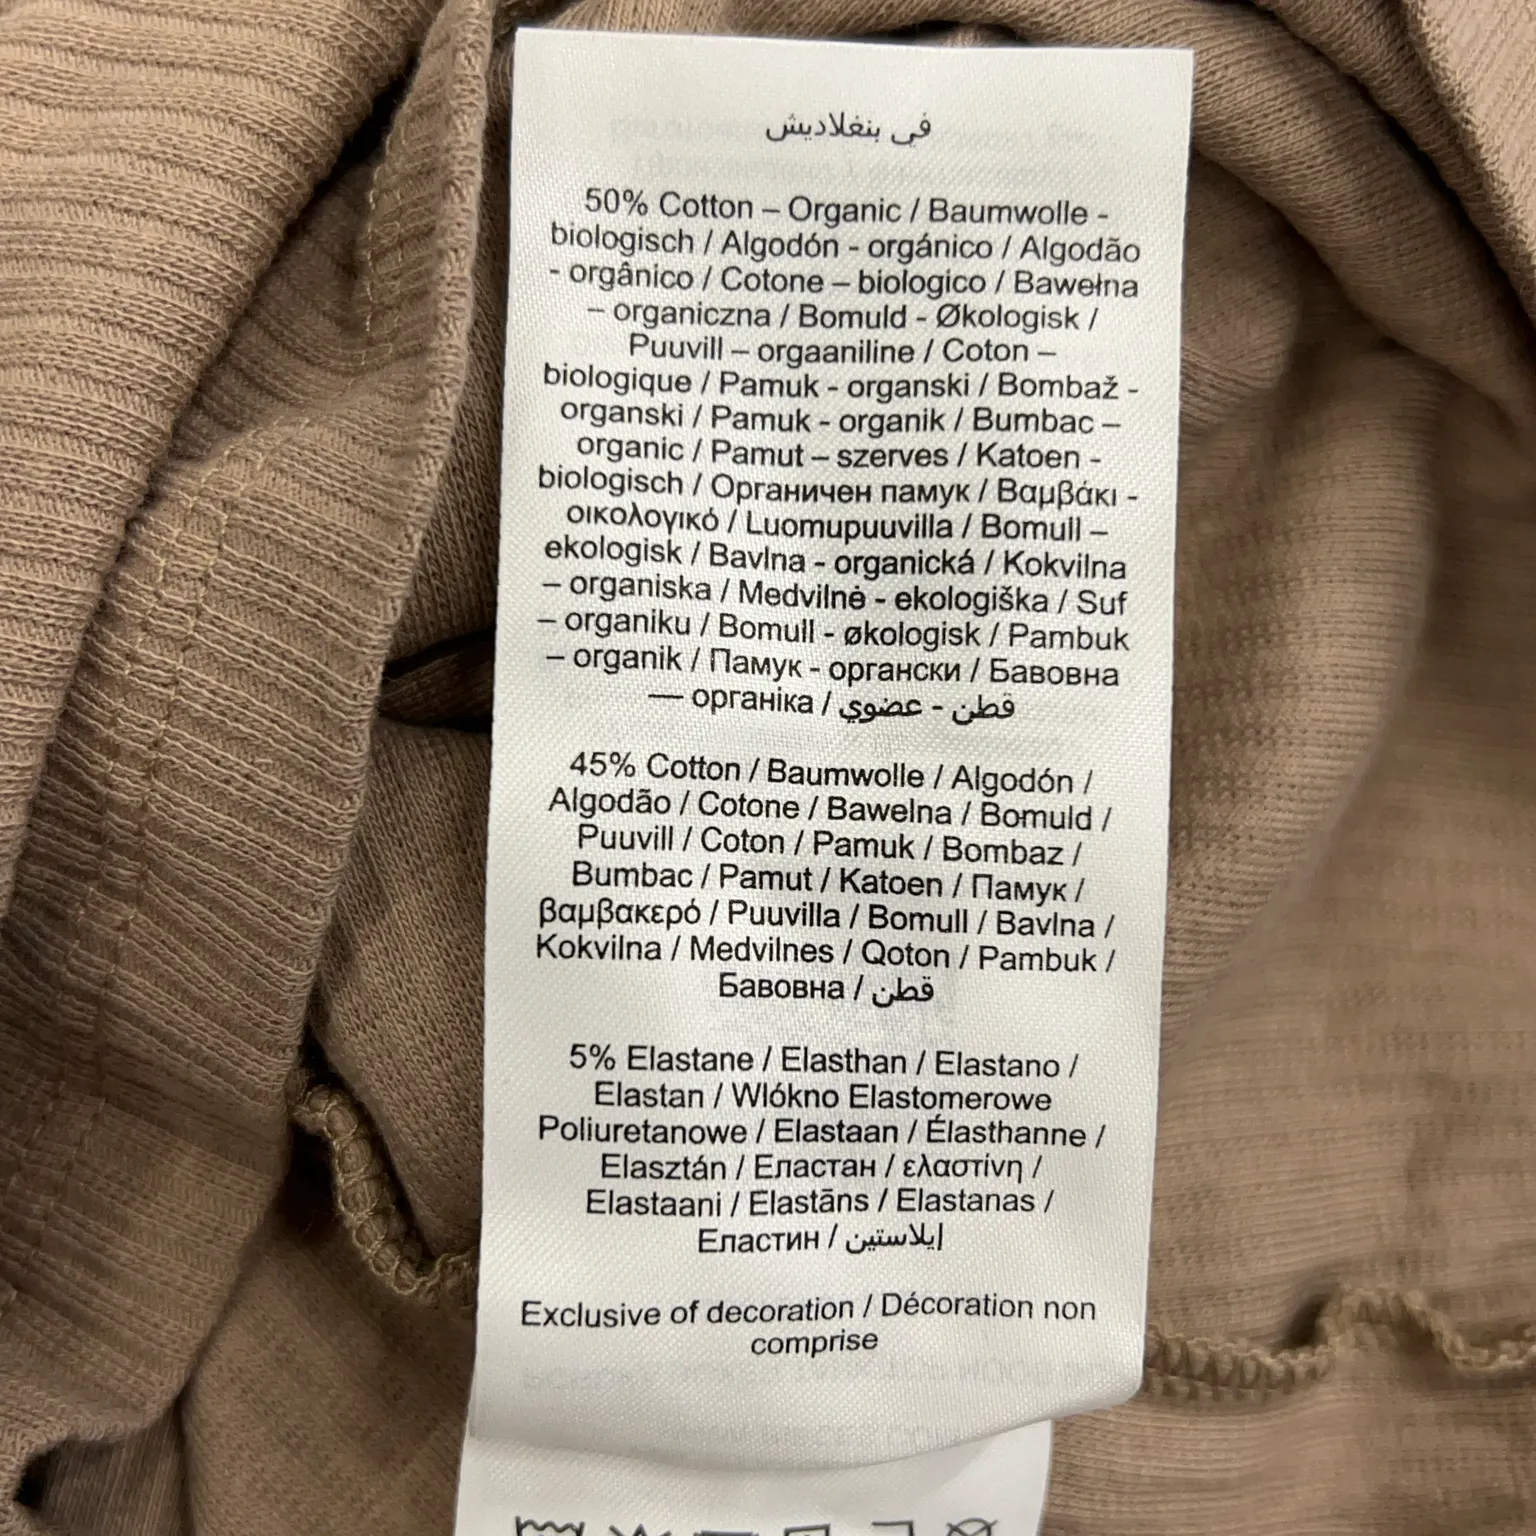 في بنغلاديش
50% Cotton – Organic / Baumwolle -
biologisch / Algodón - orgánico / Algodão
- orgânico / Cotone – biologico / Bawełna
– organiczna / Bomuld - Økologisk /
Puuvill – orgaaniline / Coton –
biologique / Pamuk - organski / Bombaž -
organski / Pamuk - organik / Bumbac –
organic / Pamut – szerves / Katoen -
biologisch / Органичен памук / Βαμβάκι -
οικολογικό / Luomupuuvilla / Bomull –
ekologisk / Bavlna - organická / Kokvilna
– organiska / Medvilnė - ekologiška / Suf
– organiku / Bomull - økologisk / Pambuk
– organik / Памук - органски / Бавовна
— органіка / قطن - عضوي
45% Cotton / Baumwolle / Algodón /
Algodão / Cotone / Bawelna / Bomuld /
Puuvill / Coton / Pamuk / Bombaz /
Bumbac / Pamut / Katoen / Памук /
βαμβακερό / Puuvilla / Bomull / Bavlna /
Kokvilna / Medvilnes / Qoton / Pambuk /
Бавовна / قطن
5% Elastane / Elasthan / Elastano /
Elastan / Wlókno Elastomerowe
Poliuretanowe / Elastaan / Élasthanne /
Elasztán / Еластан / ελαστίνη /
Elastaani / Elastāns / Elastanas /
Еластин / إيلاستين
Exclusive of decoration / Décoration non
comprise